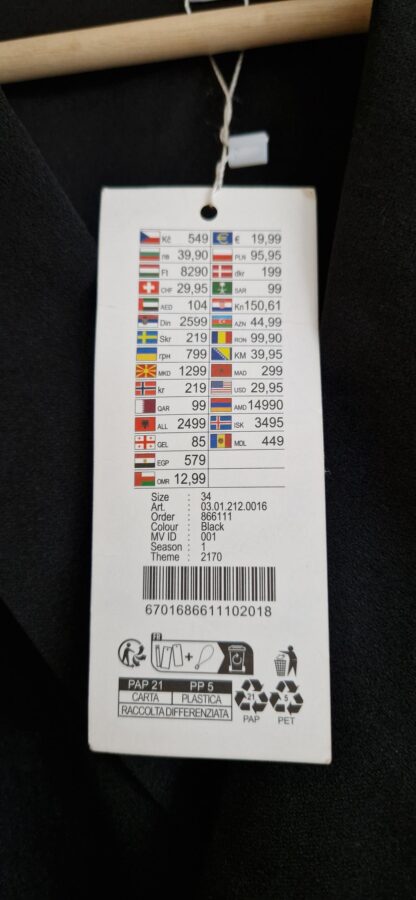 Kč 549 € 19,99
лв 39,90 PLN 95,95
Ft 8290 dkr 199
CHF 29,95 SAR 99
AED 104 Kn 150,61
Din 2599 AZN 44,99
Skr 219 RON 99,90
грн 799 KM 39,95
MKD 1299 MAD 299
kr 219 USD 29,95
QAR 99 AMD 14990
ALL 2499 ISK 3495
GEL 85 MDL 449
EGP 579
OMR 12,99
Size : 34
Art. : 03.01.212.0016
Order : 866111
Colour : Black
MV ID : 001
Season : 1
Theme : 2170
6701686611102018
FR
+
PAP 21 PP 5
CARTA PLASTICA
RACCOLTA DIFFERENZIATA
21 5
PAP PET